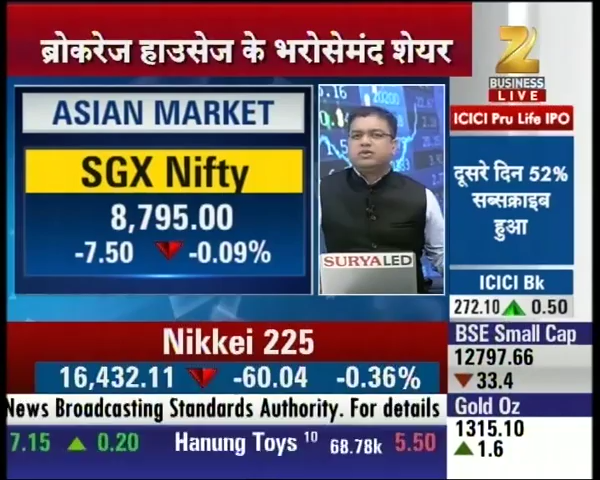 ब्रोकरेज हाउसेज के भरोसेमंद शेयर
Z
BUSINESS
LIVE
ASIAN MARKET
SGX Nifty
8,795.00
-7.50 -0.09%
SURYALED
ICICI Pru Life IPO
दूसरे दिन 52%
सब्सक्राइब
हुआ
ICICI Bk
272.10 0.50
Nikkei 225
16,432.11 -60.04 -0.36%
BSE Small Cap
12797.66
33.4
Gold Oz
1315.10
1.6
News Broadcasting Standards Authority. For details
7.15 0.20 Hanung Toys 10 68.78k 5.50